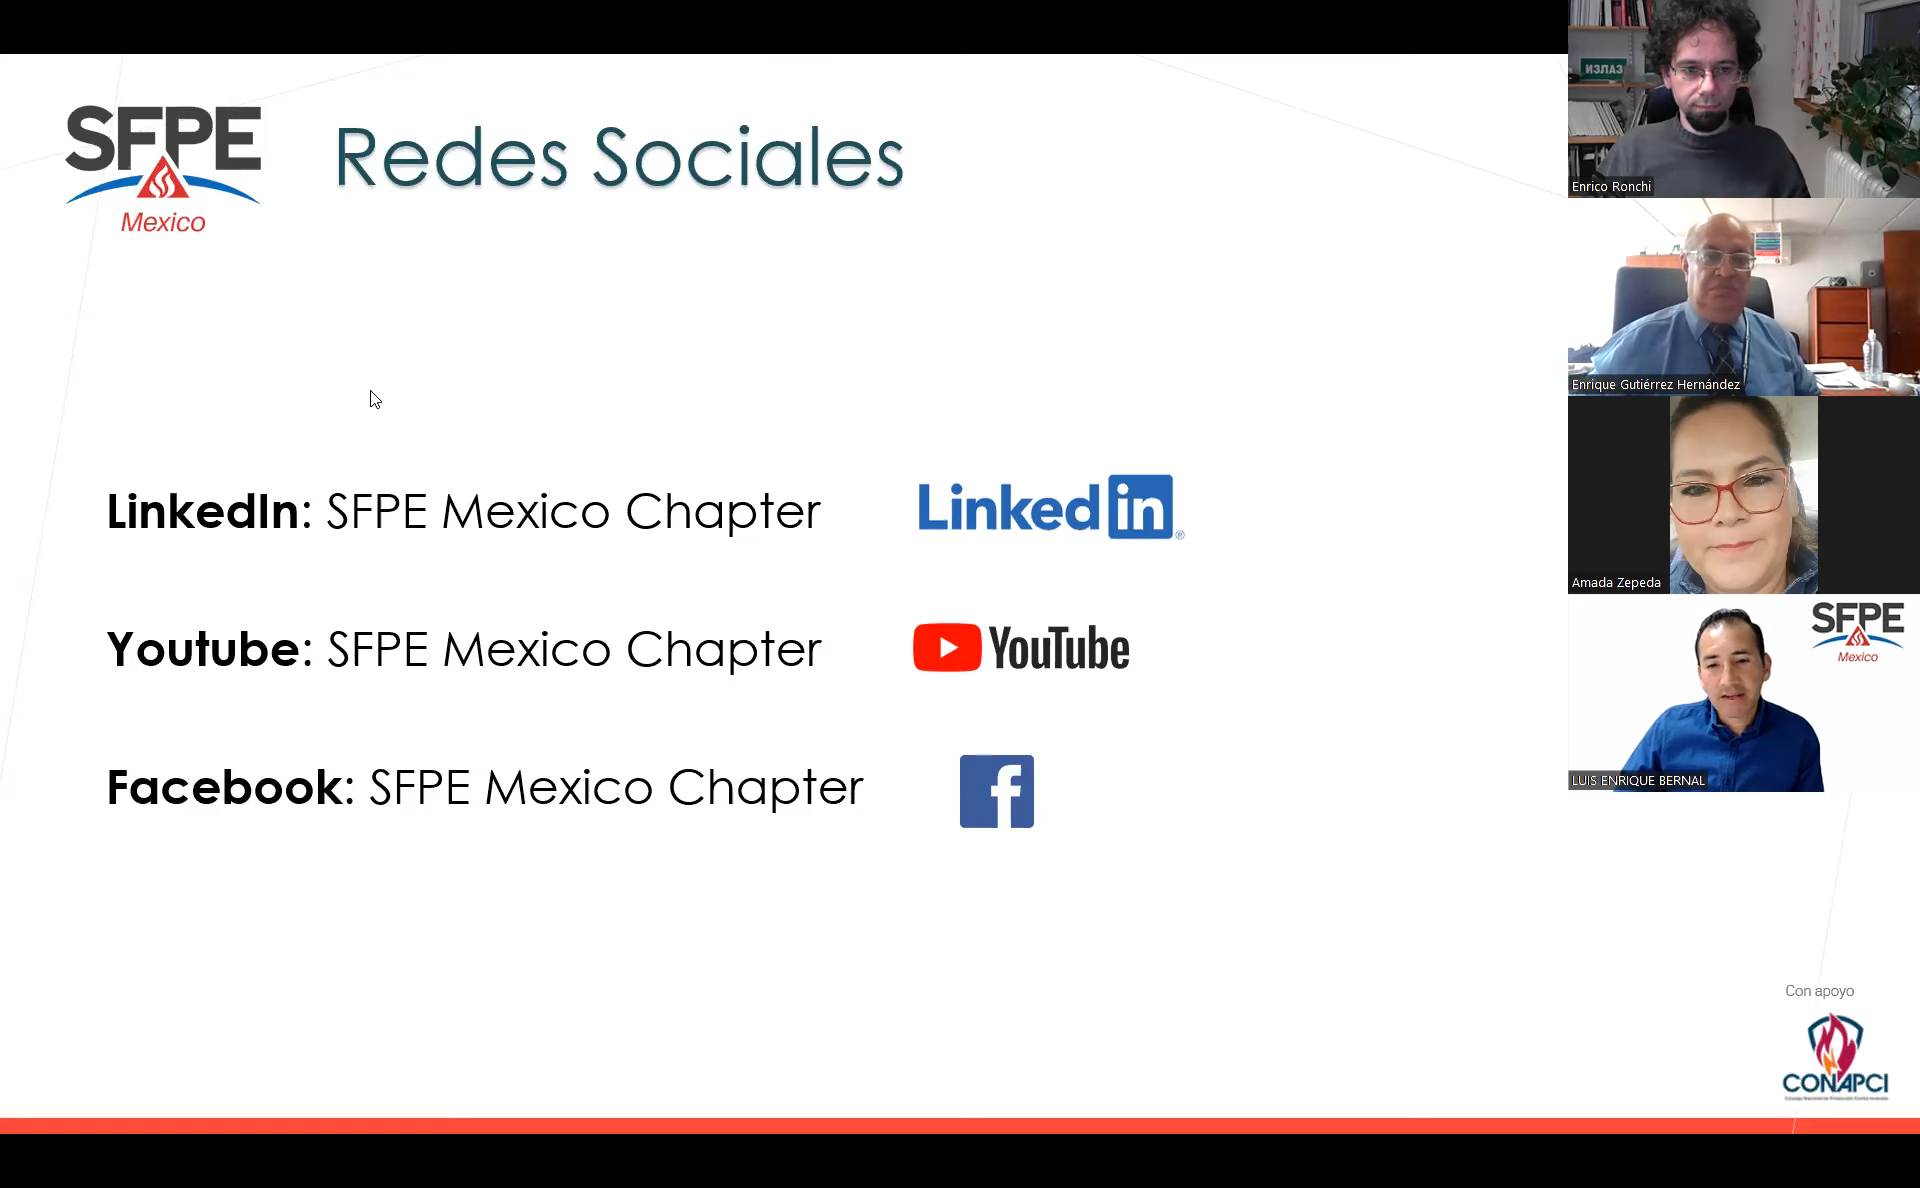 SFPE
Mexico
Redes Sociales
LinkedIn: SFPE Mexico Chapter
Linked in ®
Youtube: SFPE Mexico Chapter
YouTube
Facebook: SFPE Mexico Chapter
f
ИЗЛАЗ
Enrico Ronchi
Enrique Gutiérrez Hernández
Amada Zepeda
SFPE
Mexico
LUIS ENRIQUE BERNAL
Con apoyo
CONAPCI